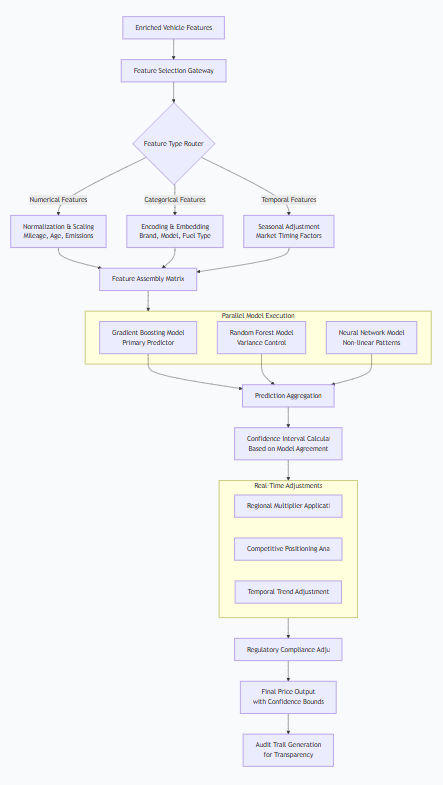 Enriched Vehicle Features
Feature Selection Gateway
Feature Type Router
Numerical Features
Categorical Features
Temporal Features
Normalization & Scaling
Mileage, Age, Emissions
Encoding & Embedding
Brand, Model, Fuel Type
Seasonal Adjustment
Market Timing Factors
Feature Assembly Matrix
Parallel Model Execution
Gradient Boosting Model
Primary Predictor
Random Forest Model
Variance Control
Neural Network Model
Non-linear Patterns
Prediction Aggregation
Confidence Interval Calculat
Based on Model Agreement
Real-Time Adjustments
Regional Multiplier Applicati
Competitive Positioning Ana
Temporal Trend Adjustment
Regulatory Compliance Adju
Final Price Output
with Confidence Bounds
Audit Trail Generation
for Transparency